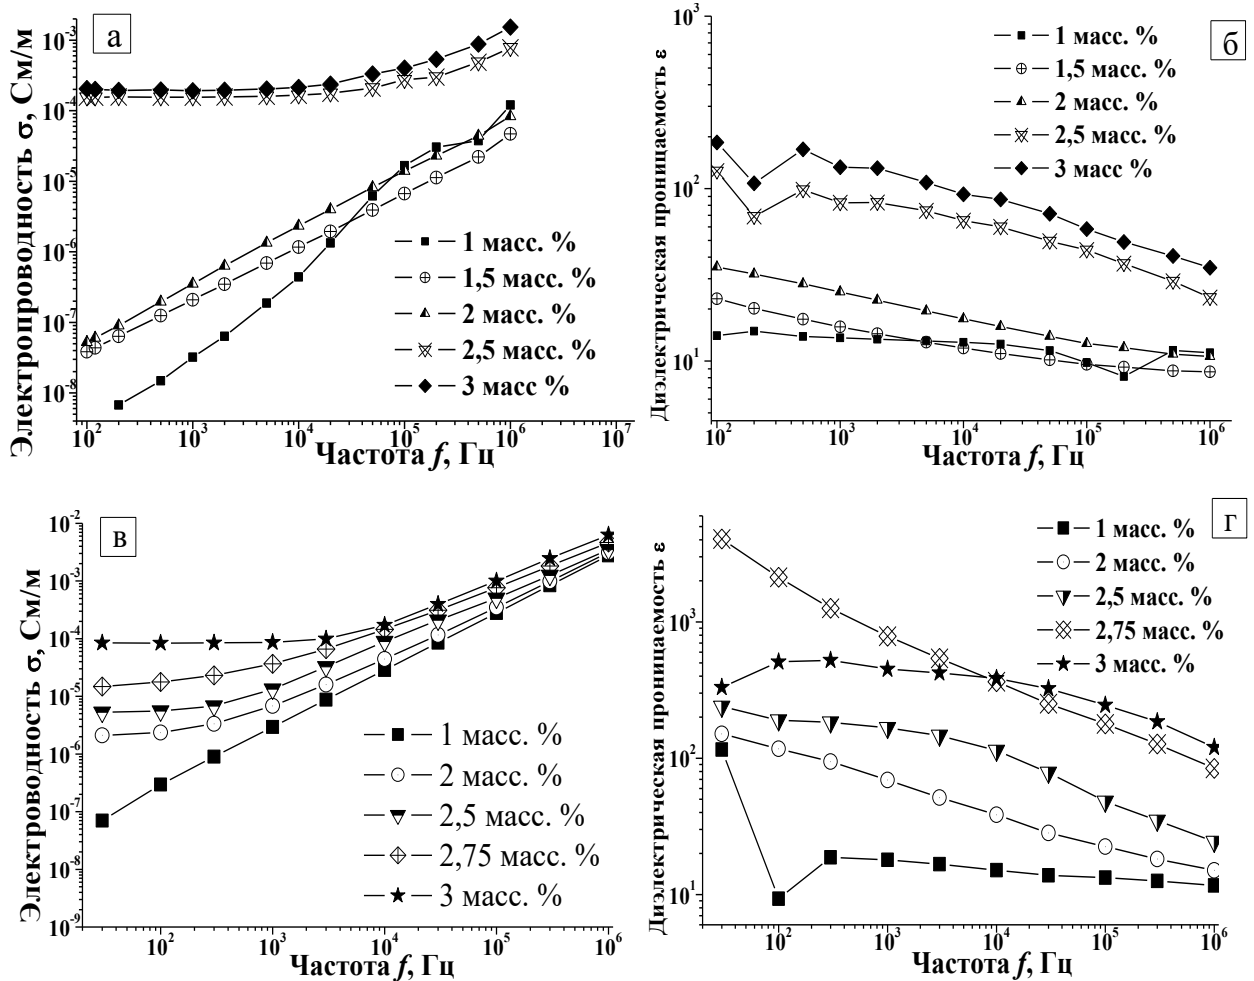 а
Электропроводность σ, См/м
10⁻³
10⁻⁴
10⁻⁵
10⁻⁶
10⁻⁷
10⁻⁸
1 масс. %
1,5 масс. %
2 масс. %
2,5 масс. %
3 масс %
10² 10³ 10⁴ 10⁵ 10⁶ 10⁷
Частота f, Гц
б
Диэлектрическая проницаемость ε
10³
10²
10¹
1 масс. %
1,5 масс. %
2 масс. %
2,5 масс. %
3 масс %
10² 10³ 10⁴ 10⁵ 10⁶
Частота f, Гц
в
Электроводность σ, См/м
10⁻²
10⁻³
10⁻⁴
10⁻⁵
10⁻⁶
10⁻⁷
10⁻⁸
10⁻⁹
1 масс. %
2 масс. %
2,5 масс. %
2,75 масс. %
3 масс. %
10² 10³ 10⁴ 10⁵ 10⁶
Частота f, Гц
г
Диэлектрическая проницаемость ε
10³
10²
10¹
1 масс. %
2 масс. %
2,5 масс. %
2,75 масс. %
3 масс. %
10² 10³ 10⁴ 10⁵ 10⁶
Частота f, Гц